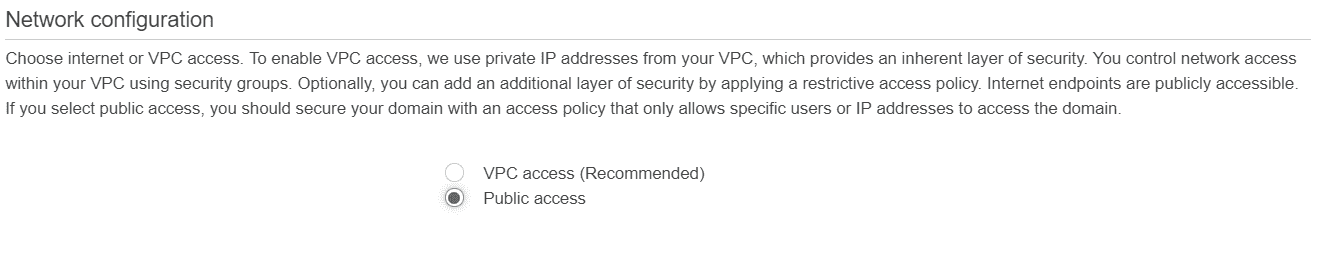 Network configuration
Choose internet or VPC access. To enable VPC access, we use private IP addresses from your VPC, which provides an inherent layer of security. You control network access
within your VPC using security groups. Optionally, you can add an additional layer of security by applying a restrictive access policy. Internet endpoints are publicly accessible.
If you select public access, you should secure your domain with an access policy that only allows specific users or IP addresses to access the domain.
VPC access (Recommended)
Public access